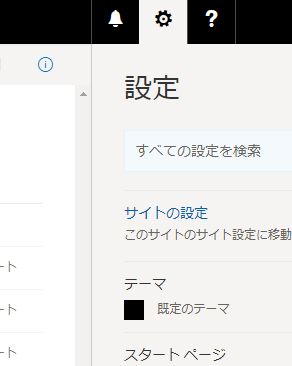 設定
すべての設定を検索
サイトの設定
このサイトのサイト設定に移動
ート
テーマ
既定のテーマ
ート
スタート ページ
ート